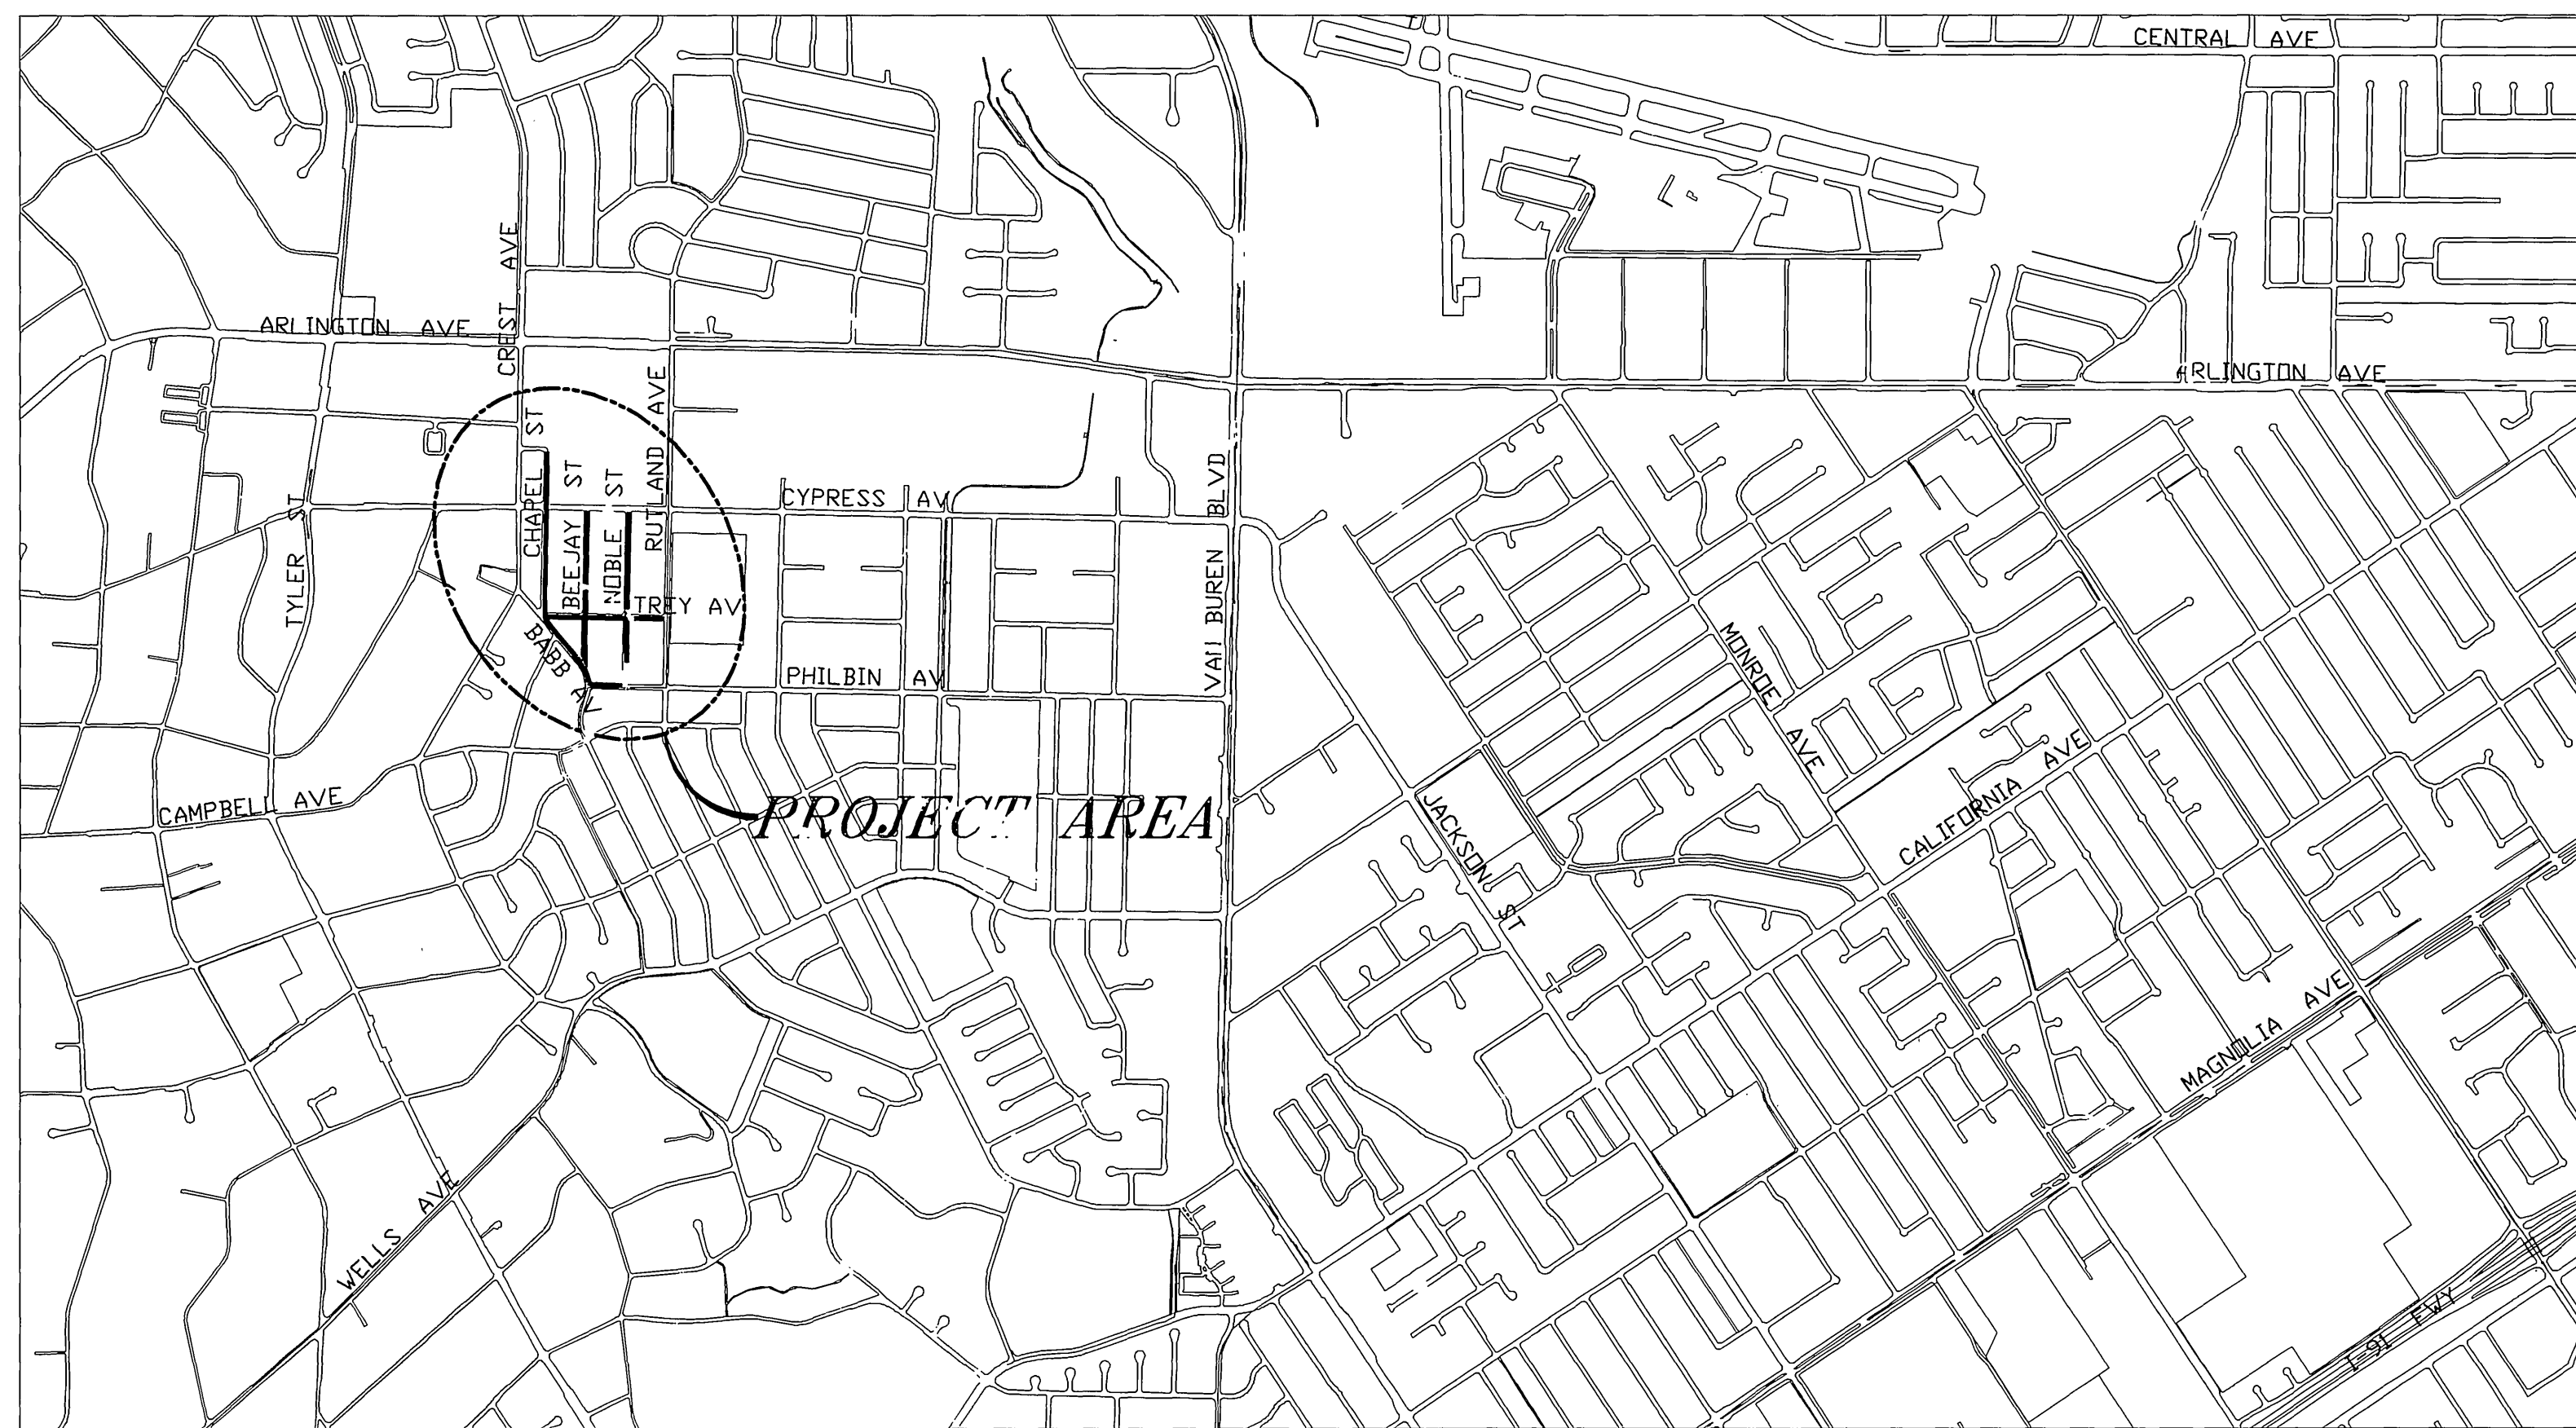 CENTRAL AVE
CREST AVE
ARLINGTON AVE
ARLINGTON AVE
RUTLAND AVE
CHAPEL ST
BEEJAY ST
NOBLE ST
CYPRESS AV
VAN BUREN BLVD
TYLER ST
TREY AV
BABB AV
PHILBIN AV
MONROE AVE
CALIFORNIA AVE
CAMPBELL AVE
PROJECT AREA
JACKSON ST
MAGNOLIA AVE
WELLS AVE
I-91 FWY